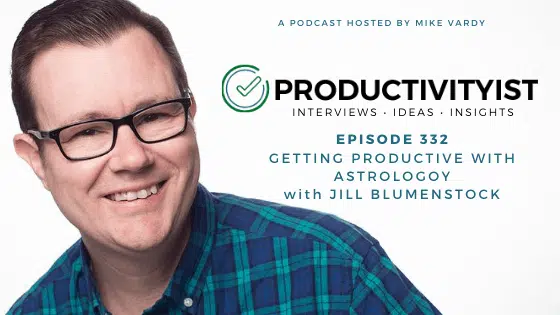 A PODCAST HOSTED BY MIKE VARDY
PRODUCTIVITYIST
INTERVIEWS • IDEAS • INSIGHTS
EPISODE 332
GETTING PRODUCTIVE WITH
ASTROLOGOY
with JILL BLUMENSTOCK